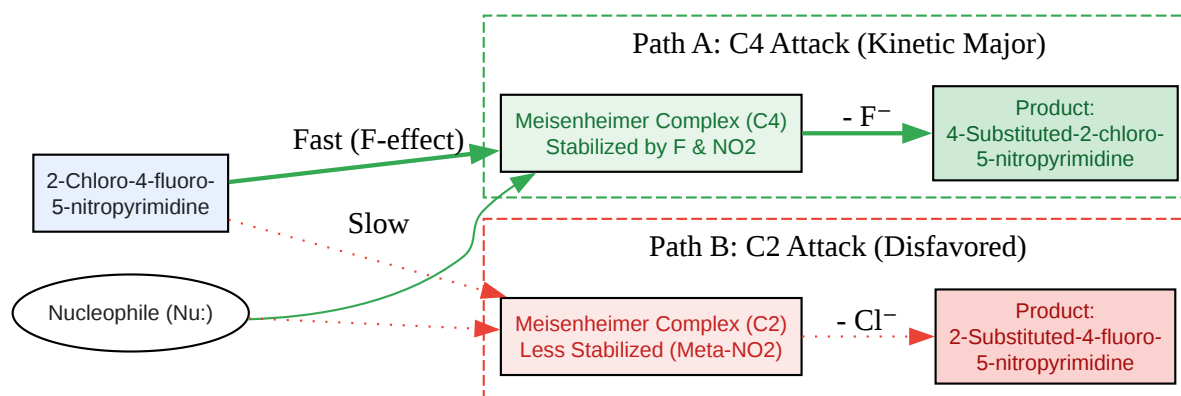 Path A: C4 Attack (Kinetic Major)
Meisenheimer Complex (C4)
Stabilized by F & NO2
- F⁻
Product:
4-Substituted-2-chloro-
5-nitropyrimidine
Fast (F-effect)
2-Chloro-4-fluoro-
5-nitropyrimidine
Slow
Path B: C2 Attack (Disfavored)
Nucleophile (Nu:)
Meisenheimer Complex (C2)
Less Stabilized (Meta-NO2)
- Cl⁻
Product:
2-Substituted-4-fluoro-
5-nitropyrimidine